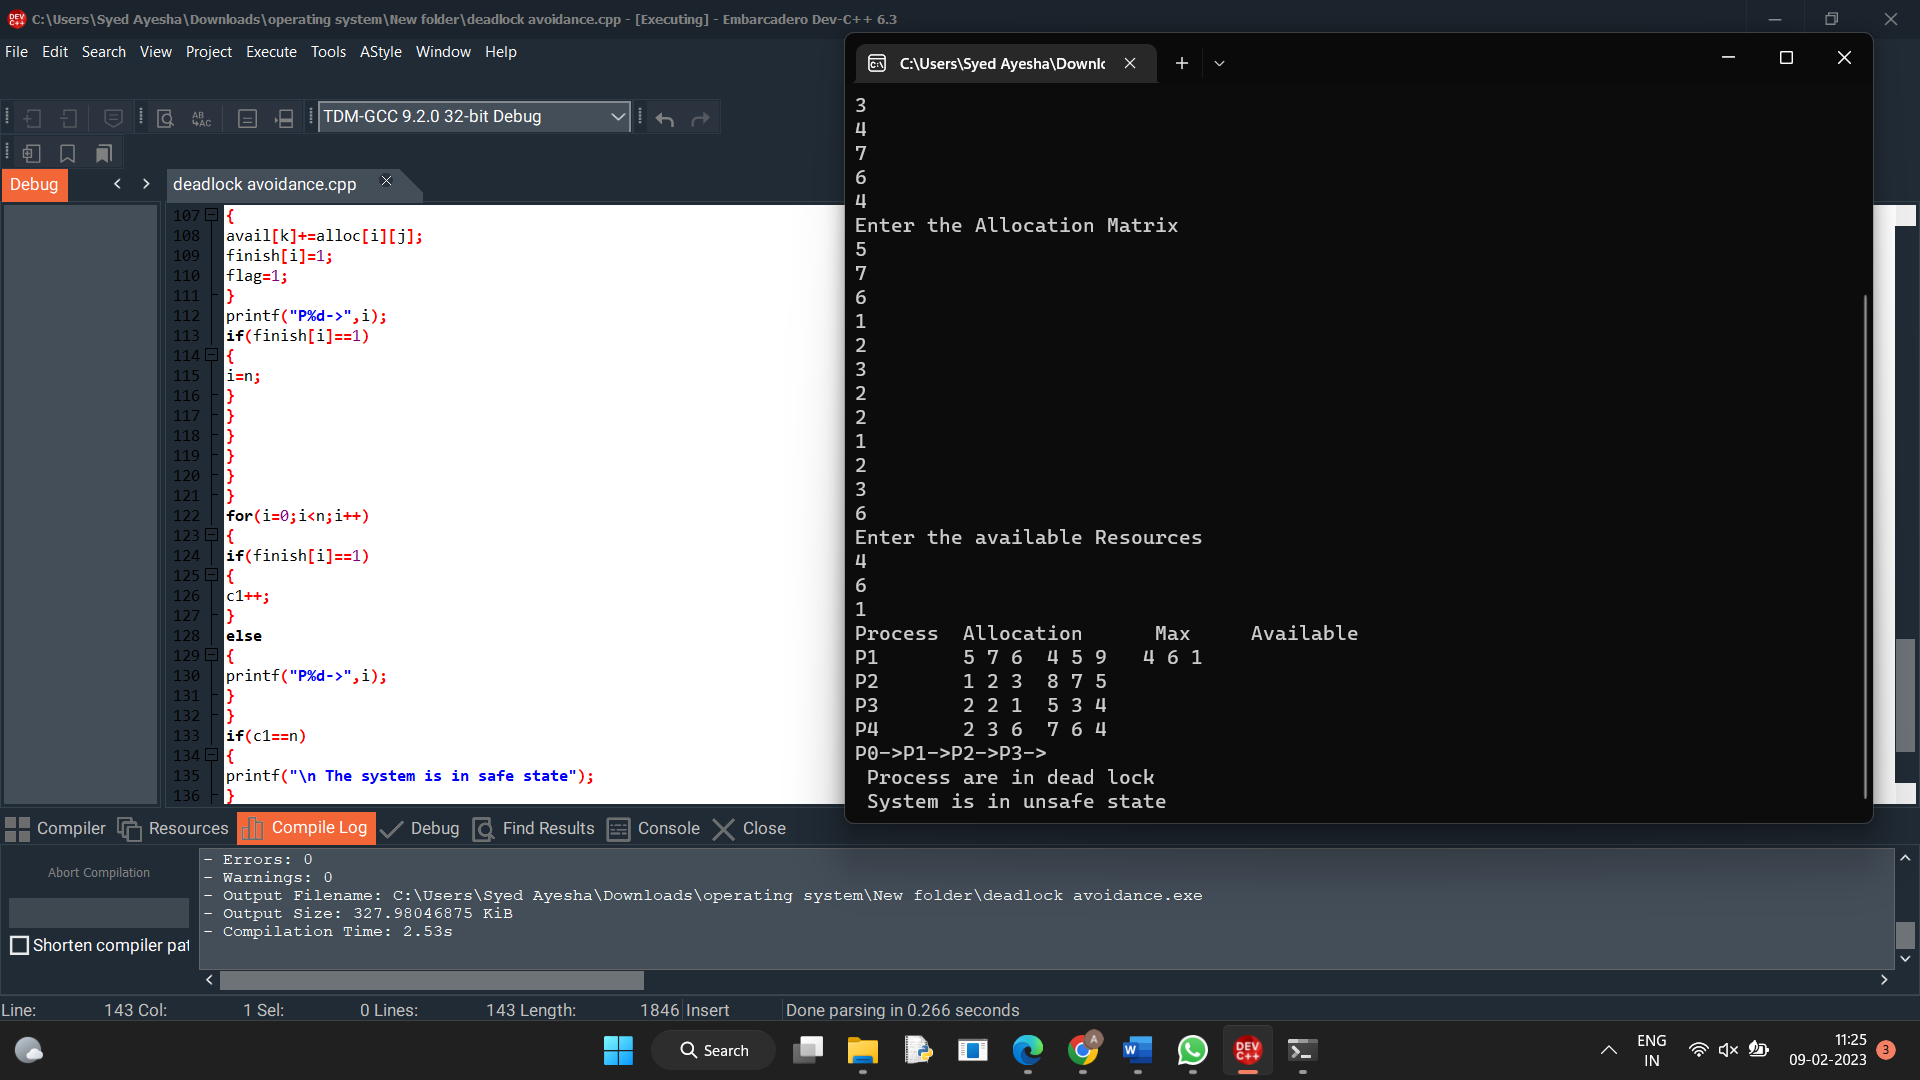 C:\Users\Syed Ayesha\Downloads\operating system\New folder\deadlock avoidance.cpp - [Executing] - Embarcadero Dev-C++ 6.3
File Edit Search View Project Execute Tools AStyle Window Help
TDM-GCC 9.2.0 32-bit Debug
Debug
deadlock avoidance.cpp
107 {
108 avail[k]+=alloc[i][j];
109 finish[i]=1;
110 flag=1;
111 }
112 printf("P%d->",i);
113 if(finish[i]==1)
114 {
115 i=n;
116 }
117 }
118 }
119 }
120 }
121 }
122 for(i=0;i<n;i++)
123 {
124 if(finish[i]==1)
125 {
126 c1++;
127 }
128 else
129 {
130 printf("P%d->",i);
131 }
132 }
133 if(c1==n)
134 {
135 printf("\n The system is in safe state");
136 }
C:\Users\Syed Ayesha\Downlo
3
4
7
6
4
Enter the Allocation Matrix
5
7
6
1
2
3
2
2
1
2
3
6
Enter the available Resources
4
6
1
Process Allocation Max Available
P1 5 7 6 4 5 9 4 6 1
P2 1 2 3 8 7 5
P3 2 2 1 5 3 4
P4 2 3 6 7 6 4
P0->P1->P2->P3->
Process are in dead lock
System is in unsafe state
Compiler Resources Compile Log Debug Find Results Console Close
Abort Compilation
Shorten compiler pat
- Errors: 0
- Warnings: 0
- Output Filename: C:\Users\Syed Ayesha\Downloads\operating system\New folder\deadlock avoidance.exe
- Output Size: 327.98046875 KiB
- Compilation Time: 2.53s
Line: 143 Col: 1 Sel: 0 Lines: 143 Length: 1846 Insert Done parsing in 0.266 seconds
Search
DEV C++
A
W
ENG
IN
11:25
09-02-2023
3